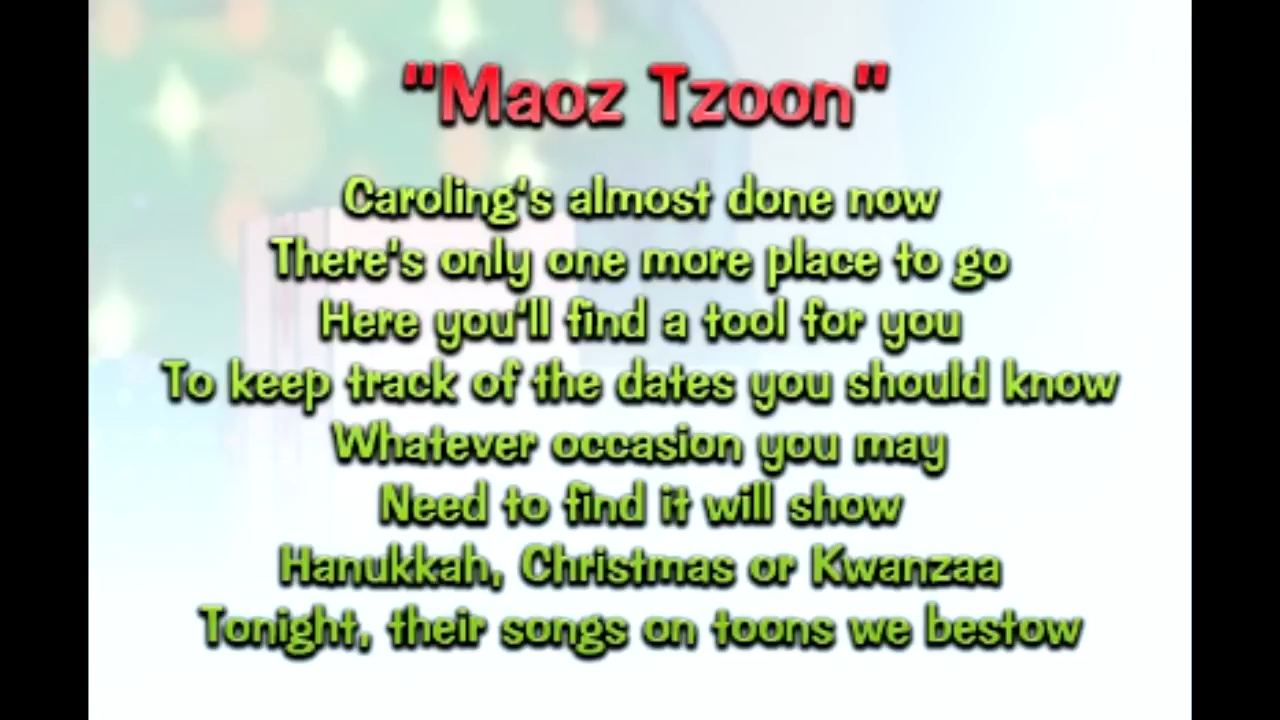 "Maoz Tzoon"
Caroling's almost done now
There's only one more place to go
Here you'll find a tool for you
To keep track of the dates you should know
Whatever occasion you may
Need to find it will show
Hanukkah, Christmas or Kwanzaa
Tonight, their songs on toons we bestow